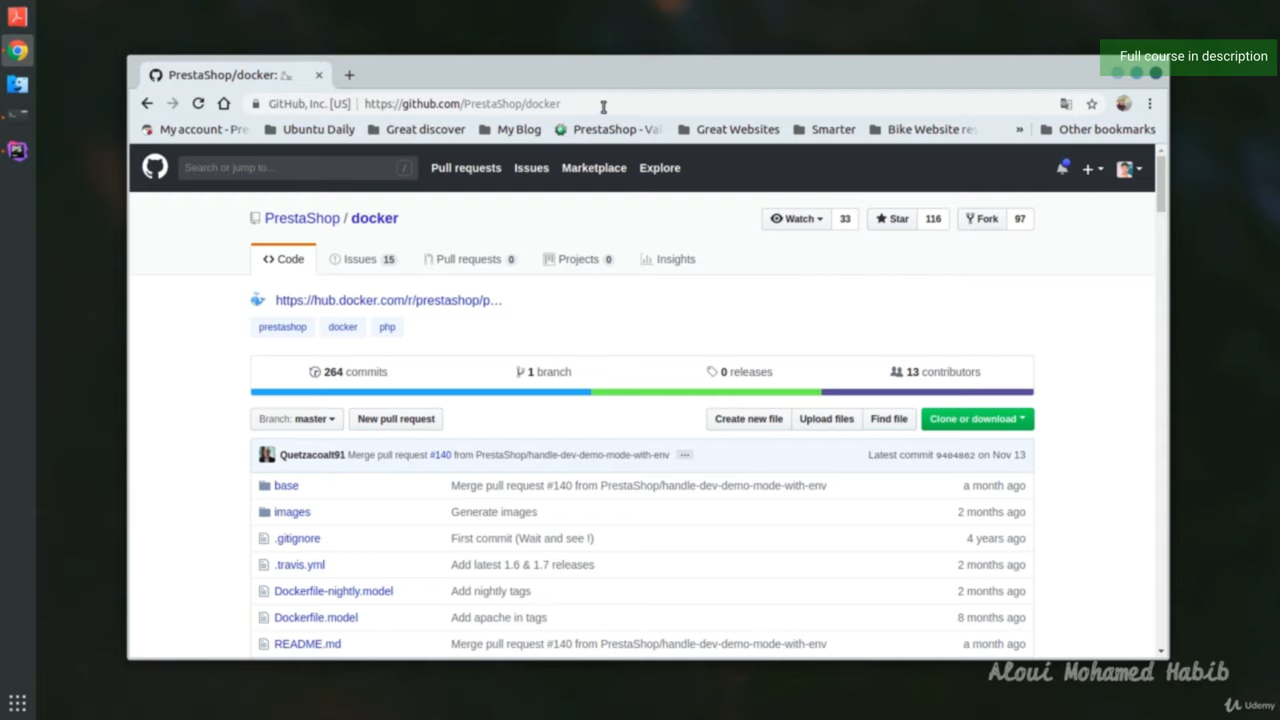 Full course in description
PrestaShop/docker:
GitHub, Inc. [US] | https://github.com/PrestaShop/docker
My account - Pre Ubuntu Daily Great discover My Blog PrestaShop - Val Great Websites Smarter Bike Website res » Other bookmarks
Search or jump to... / Pull requests Issues Marketplace Explore
PrestaShop / docker Watch 33 Star 116 Fork 97
Code Issues 15 Pull requests 0 Projects 0 Insights
https://hub.docker.com/r/prestashop/p…
prestashop docker php
264 commits 1 branch 0 releases 13 contributors
Branch: master New pull request Create new file Upload files Find file Clone or download
Quetzacoalt91 Merge pull request #140 from PrestaShop/handle-dev-demo-mode-with-env ... Latest commit 9404862 on Nov 13
base Merge pull request #140 from PrestaShop/handle-dev-demo-mode-with-env a month ago
images Generate images 2 months ago
.gitignore First commit (Wait and see !) 4 years ago
.travis.yml Add latest 1.6 & 1.7 releases 2 months ago
Dockerfile-nightly.model Add nightly tags 2 months ago
Dockerfile.model Add apache in tags 8 months ago
README.md Merge pull request #140 from PrestaShop/handle-dev-demo-mode-with-env a month ago
Aloui Mohamed Habib
Udemy